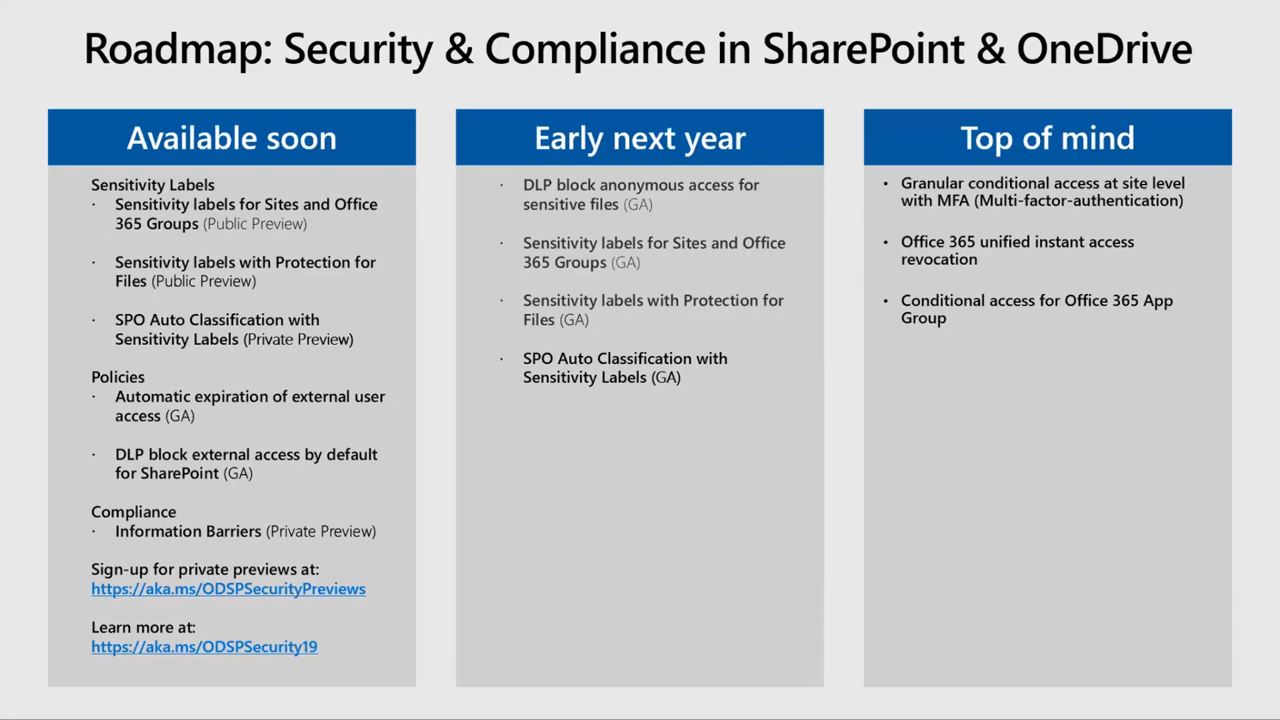 Roadmap: Security & Compliance in SharePoint & OneDrive
Available soon
Sensitivity Labels
· Sensitivity labels for Sites and Office
365 Groups (Public Preview)
· Sensitivity labels with Protection for
Files (Public Preview)
· SPO Auto Classification with
Sensitivity Labels (Private Preview)
Policies
· Automatic expiration of external user
access (GA)
· DLP block external access by default
for SharePoint (GA)
Compliance
· Information Barriers (Private Preview)
Sign-up for private previews at:
https://aka.ms/ODSPSecurityPreviews
Learn more at:
https://aka.ms/ODSPSecurity19
Early next year
· DLP block anonymous access for
sensitive files (GA)
· Sensitivity labels for Sites and Office
365 Groups (GA)
· Sensitivity labels with Protection for
Files (GA)
· SPO Auto Classification with
Sensitivity Labels (GA)
Top of mind
• Granular conditional access at site level
with MFA (Multi-factor-authentication)
• Office 365 unified instant access
revocation
• Conditional access for Office 365 App
Group